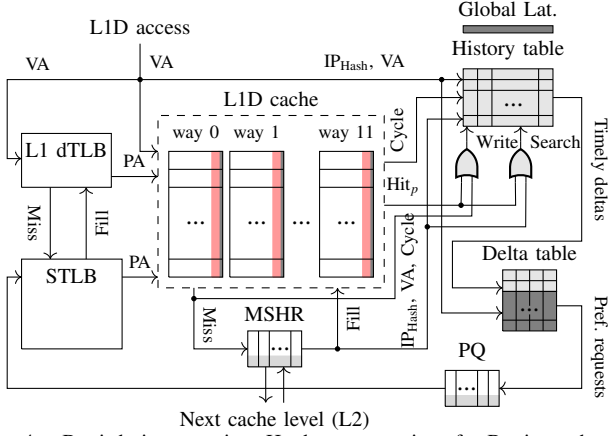 Global Lat.
L1D access
History table
VA
VA
IP_Hash, VA
L1D cache
way 0
way 1
way 11
Cycle
...
Write
Search
Timely deltas
L1 dTLB
PA
Hit_p
...
...
...
...
Miss
Fill
IP_Hash, VA, Cycle
Delta table
STLB
PA
...
Miss
MSHR
Fill
Pref. requests
...
PQ
...
Next cache level (L2)